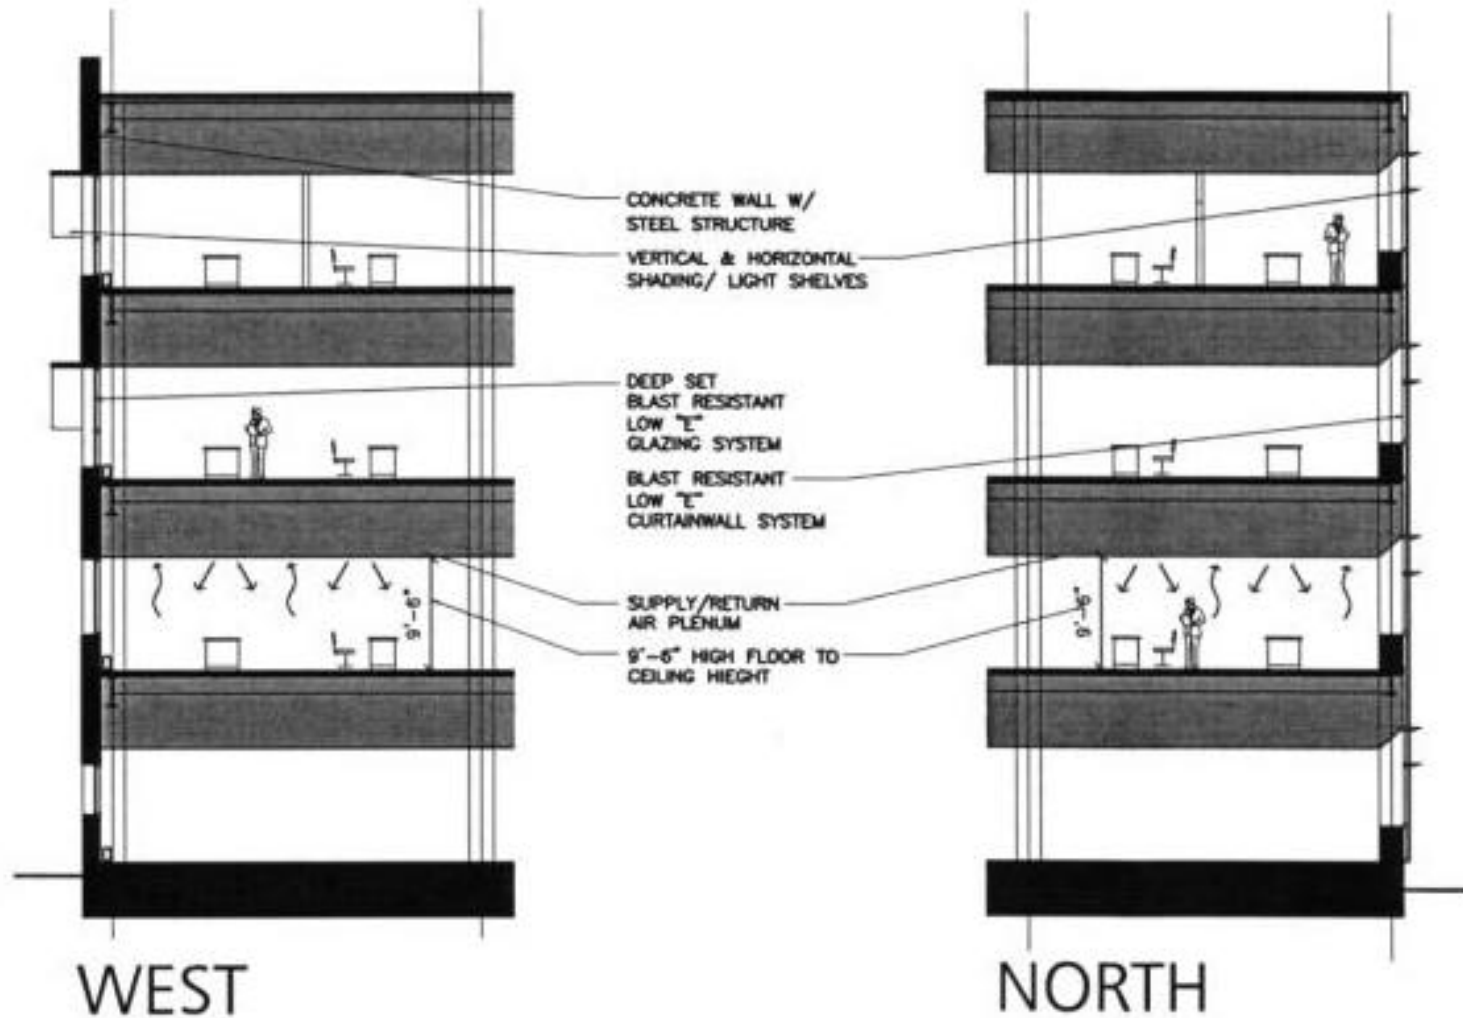 CONCRETE WALL W/
STEEL STRUCTURE
VERTICAL & HORIZONTAL
SHADING/ LIGHT SHELVES
DEEP SET
BLAST RESISTANT
LOW "E"
GLAZING SYSTEM
BLAST RESISTANT
LOW "E"
CURTAINWALL SYSTEM
9'-6"
9'-6"
SUPPLY/RETURN
AIR PLENUM
9'-6" HIGH FLOOR TO
CEILING HIEGHT
WEST
NORTH